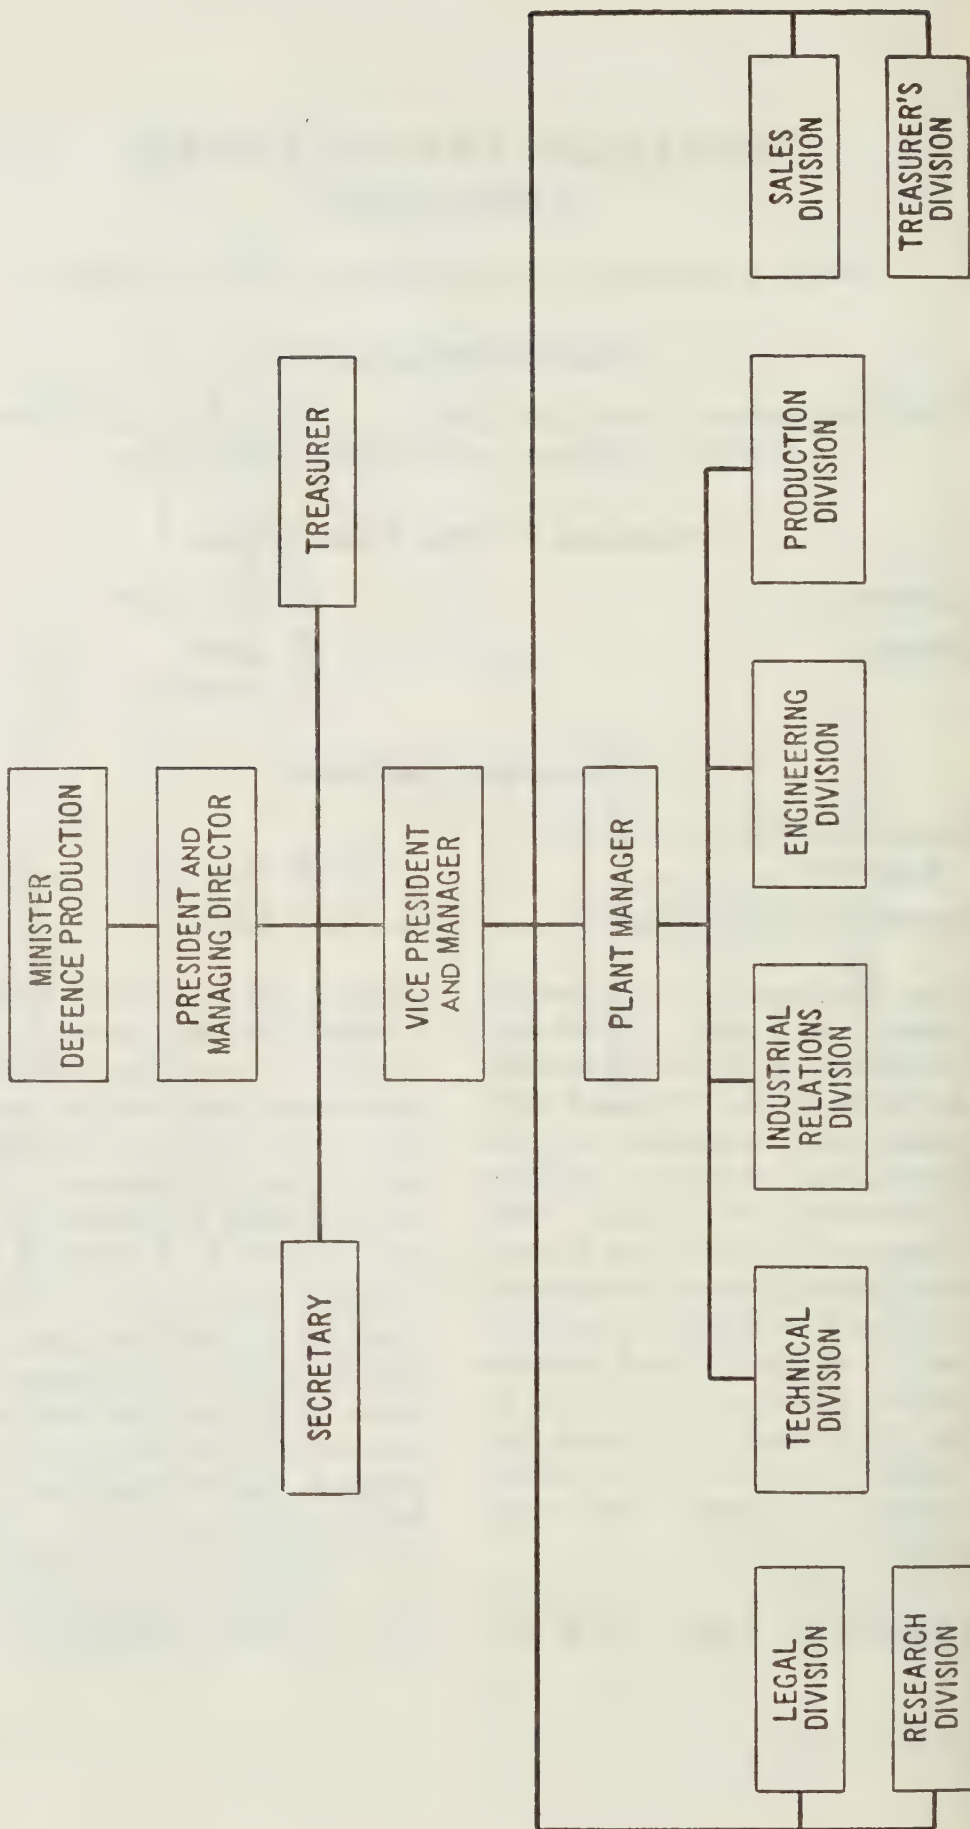 MINISTER
DEFENCE PRODUCTION
PRESIDENT AND
MANAGING DIRECTOR
SECRETARY
TREASURER
VICE PRESIDENT
AND MANAGER
PLANT MANAGER
LEGAL
DIVISION
TECHNICAL
DIVISION
INDUSTRIAL
RELATIONS
DIVISION
ENGINEERING
DIVISION
PRODUCTION
DIVISION
SALES
DIVISION
RESEARCH
DIVISION
TREASURER'S
DIVISION